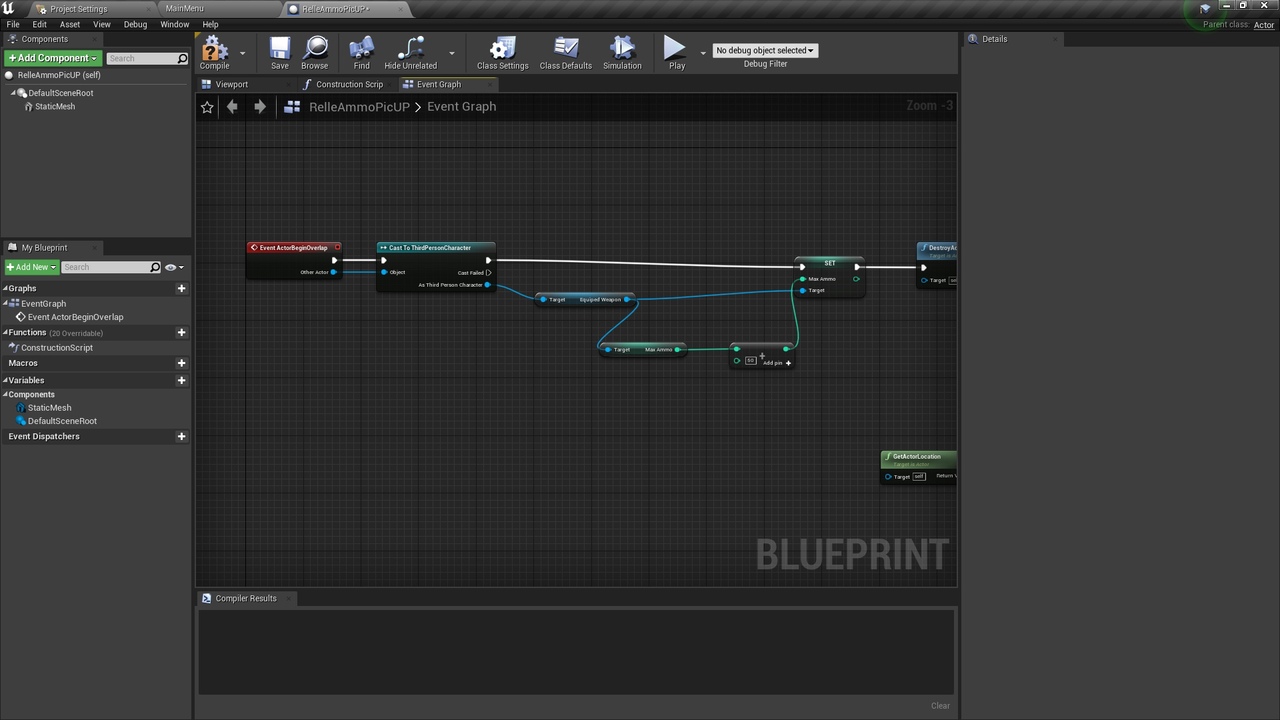 Project Settings
MainMenu
RelleAmmoPicUP*
File Edit Asset View Debug Window Help
Parent class: Actor
Components
+Add Component
Search
RelleAmmoPicUP (self)
DefaultSceneRoot
StaticMesh
Compile
Save
Browse
Find
Hide Unrelated
Class Settings
Class Defaults
Simulation
Play
No debug object selected
Debug Filter
Viewport
Construction Scrip
Event Graph
RelleAmmoPicUP > Event Graph
Zoom -3
Event ActorBeginOverlap
Other Actor
Cast To ThirdPersonCharacter
Object
Cast Failed
As Third Person Character
Target Equiped Weapon
Target Max Ammo
50
Add pin +
SET
Max Ammo
Target
DestroyAc
Target is A
Target
GetActorLocation
Target is Actor
Target self
Return V
BLUEPRINT
My Blueprint
+Add New
Search
Graphs
EventGraph
Event ActorBeginOverlap
Functions (20 Overridable)
ConstructionScript
Macros
Variables
Components
StaticMesh
DefaultSceneRoot
Event Dispatchers
Compiler Results
Clear
Details